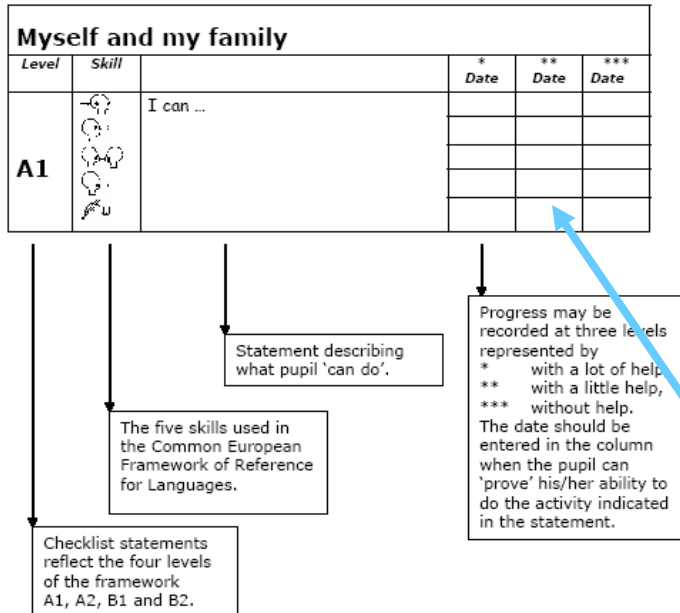 Myself and my family
Level Skill * ** ***
Date Date Date
A1 I can ...
Statement describing
what pupil ‘can do’.
The five skills used in
the Common European
Framework of Reference
for Languages.
Checklist statements
reflect the four levels
of the framework
A1, A2, B1 and B2.
Progress may be
recorded at three levels
represented by
* with a lot of help
** with a little help,
*** without help.
The date should be
entered in the column
when the pupil can
‘prove’ his/her ability to
do the activity indicated
in the statement.